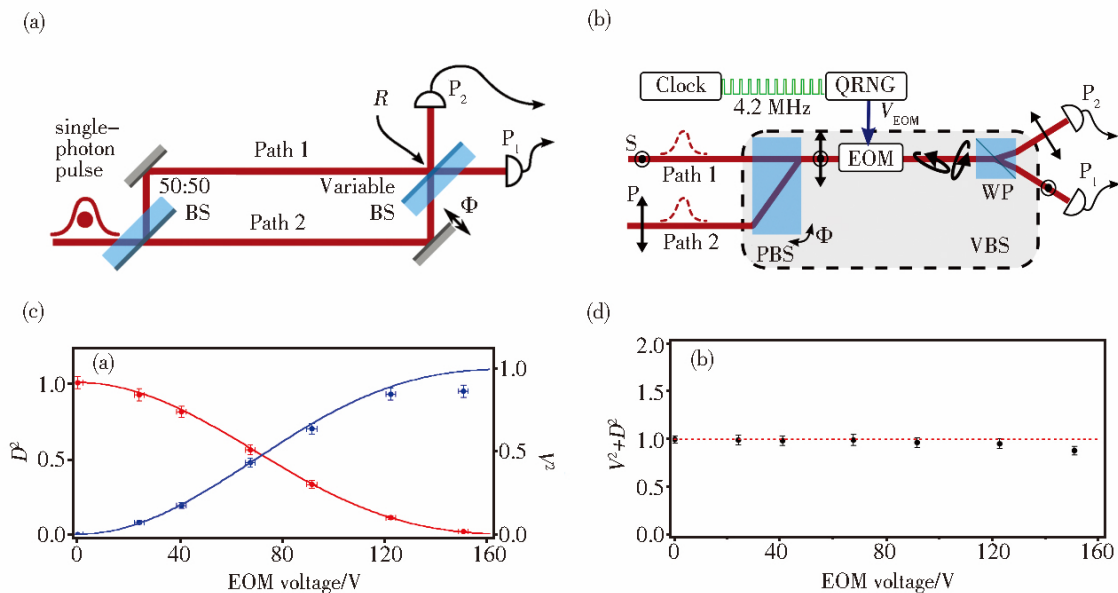 (a)
R
P₂
P₁
single-
photon
pulse
Path 1
50:50
BS
Variable
BS
Path 2
Φ
(b)
Clock
4.2 MHz
QRNG
V_EOM
S
Path 1
P
Path 2
EOM
WP
P₂
P₁
Φ
PBS
VBS
(c)
(a)
D²
1.0
0.5
0.0
1.0
0.5
0.0
V²
0 40 80 120 160
EOM voltage/V
(d)
(b)
V²+D²
2.0
1.5
1.0
0.5
0.0
0 40 80 120 160
EOM voltage/V